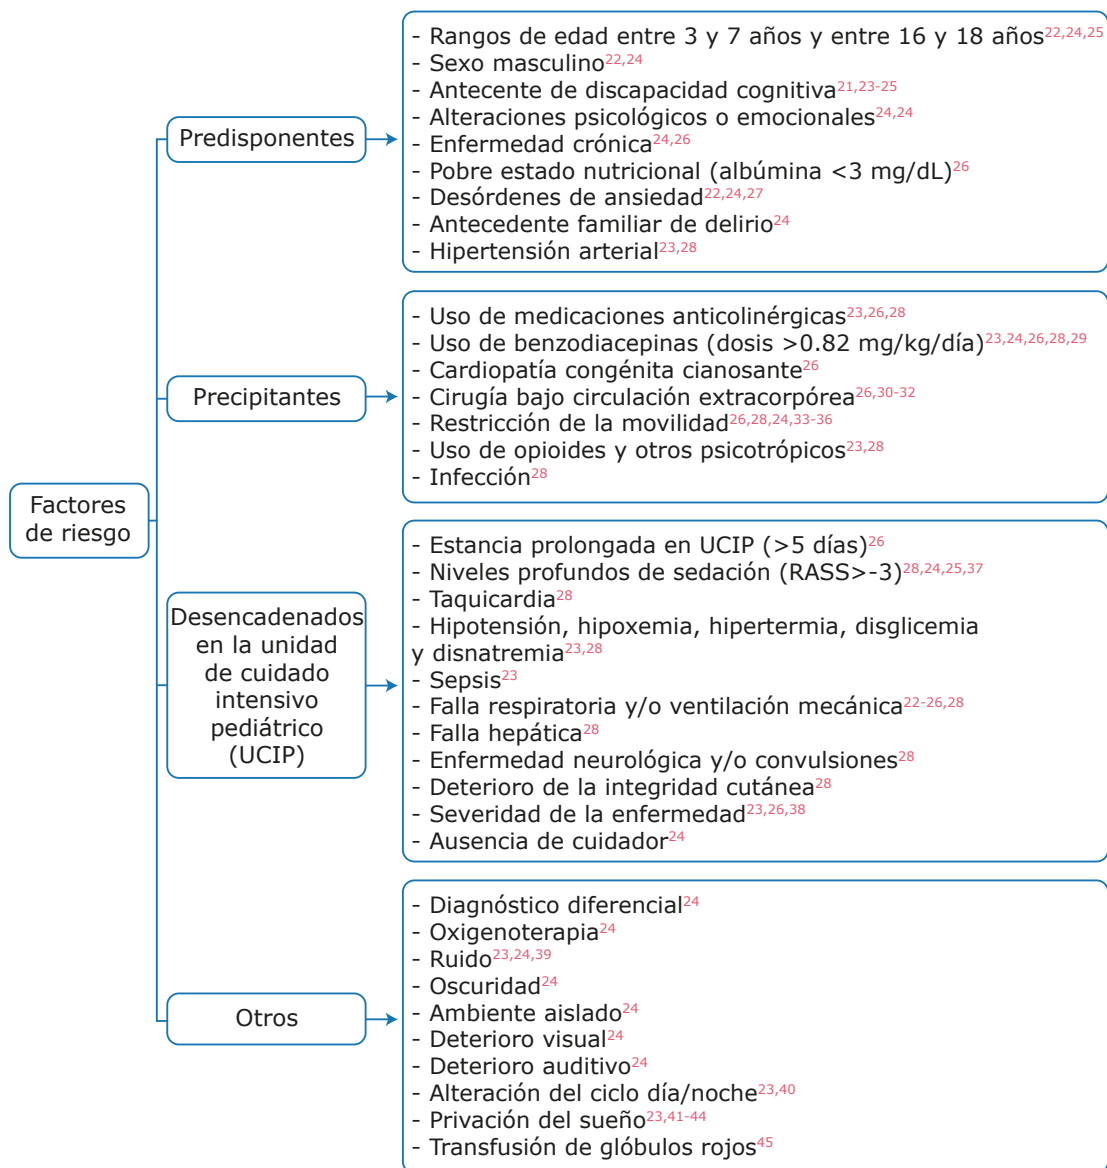 Factores
de riesgo
Predisponentes
- Rangos de edad entre 3 y 7 años y entre 16 y 18 años22,24,25
- Sexo masculino22,24
- Antecente de discapacidad cognitiva21,23-25
- Alteraciones psicológicos o emocionales24,24
- Enfermedad crónica24,26
- Pobre estado nutricional (albúmina <3 mg/dL)26
- Desórdenes de ansiedad22,24,27
- Antecedente familiar de delirio24
- Hipertensión arterial23,28
Precipitantes
- Uso de medicaciones anticolinérgicas23,26,28
- Uso de benzodiacepinas (dosis >0.82 mg/kg/día)23,24,26,28,29
- Cardiopatía congénita cianosante26
- Cirugía bajo circulación extracorpórea26,30-32
- Restricción de la movilidad26,28,24,33-36
- Uso de opioides y otros psicotrópicos23,28
- Infección28
Desencadenados
en la unidad
de cuidado
intensivo
pediátrico
(UCIP)
- Estancia prolongada en UCIP (>5 días)26
- Niveles profundos de sedación (RASS>-3)28,24,25,37
- Taquicardia28
- Hipotensión, hipoxemia, hipertermia, disglicemia
y disnatremia23,28
- Sepsis23
- Falla respiratoria y/o ventilación mecánica22-26,28
- Falla hepática28
- Enfermedad neurológica y/o convulsiones28
- Deterioro de la integridad cutánea28
- Severidad de la enfermedad23,26,38
- Ausencia de cuidador24
Otros
- Diagnóstico diferencial24
- Oxigenoterapia24
- Ruido23,24,39
- Oscuridad24
- Ambiente aislado24
- Deterioro visual24
- Deterioro auditivo24
- Alteración del ciclo día/noche23,40
- Privación del sueño23,41-44
- Transfusión de glóbulos rojos45